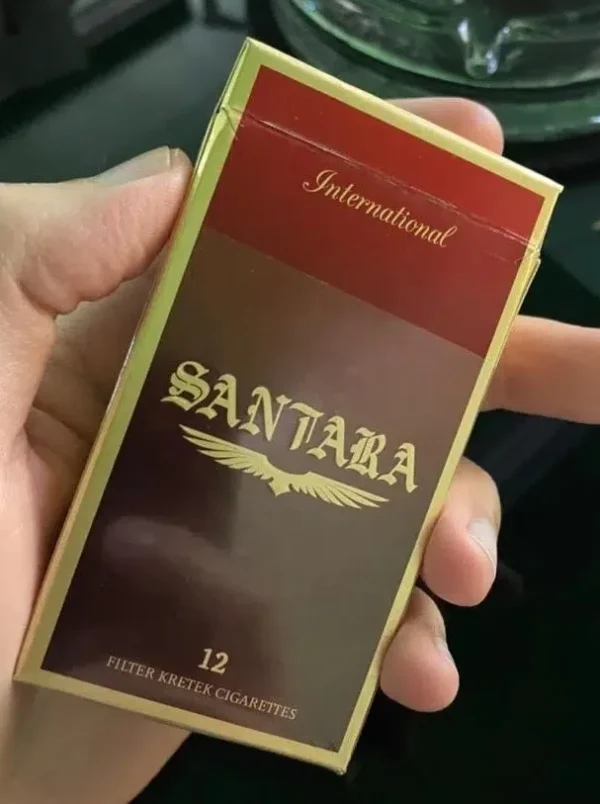 International
SANTARA
12
FILTER KRETEK CIGARETTES